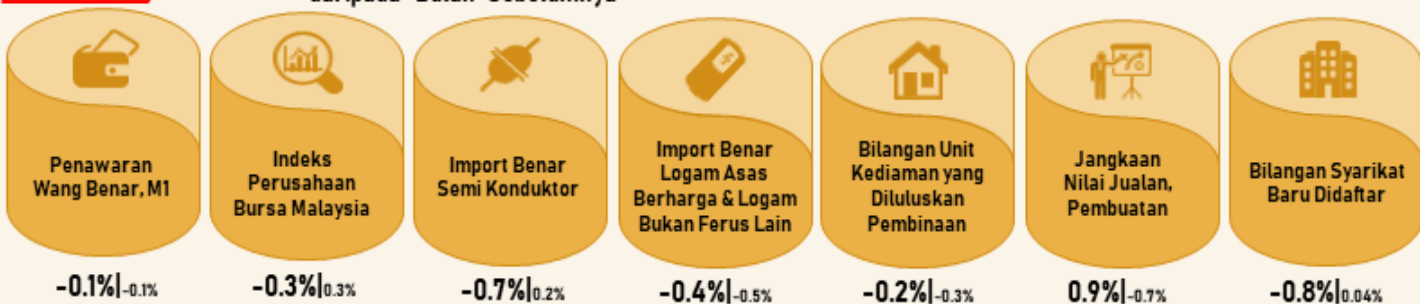 daripada "Bulan" Sebelumnya
Penawaran
Wang Benar, M1
Indeks
Perusahaan
Bursa Malaysia
Import Benar
Semi Konduktor
Import Benar
Logam Asas
Berharga & Logam
Bukan Ferus Lain
Bilangan Unit
Kediaman yang
Diluluskan
Pembinaan
Jangkaan
Nilai Jualan,
Pembuatan
Bilangan Syarikat
Baru Didaftar
-0.1%|-0.1%
-0.3%|0.3%
-0.7%|0.2%
-0.4%|-0.5%
-0.2%|-0.3%
0.9%|-0.7%
-0.8%|0.04%